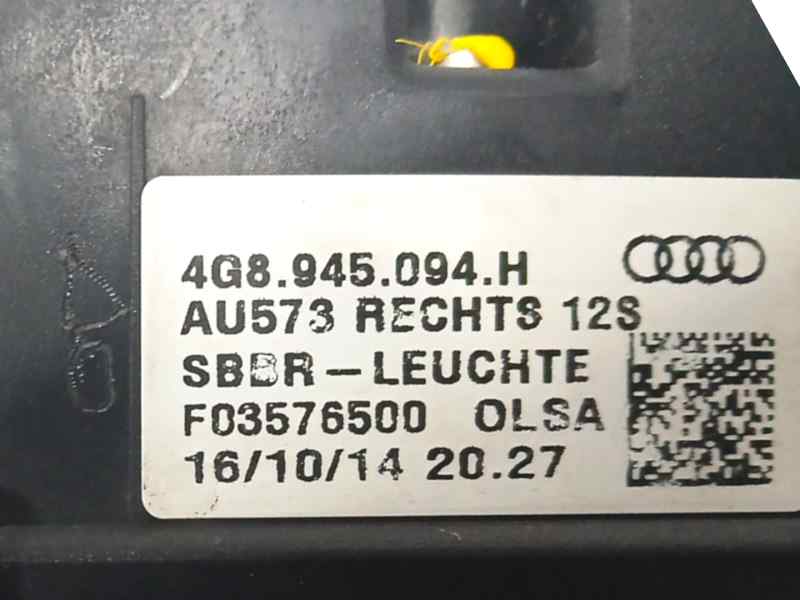 4G8.945.094.H
AU573 RECHTS 12S
SBBR-LEUCHTE
F03576500 OLSA
16/10/14 20.27